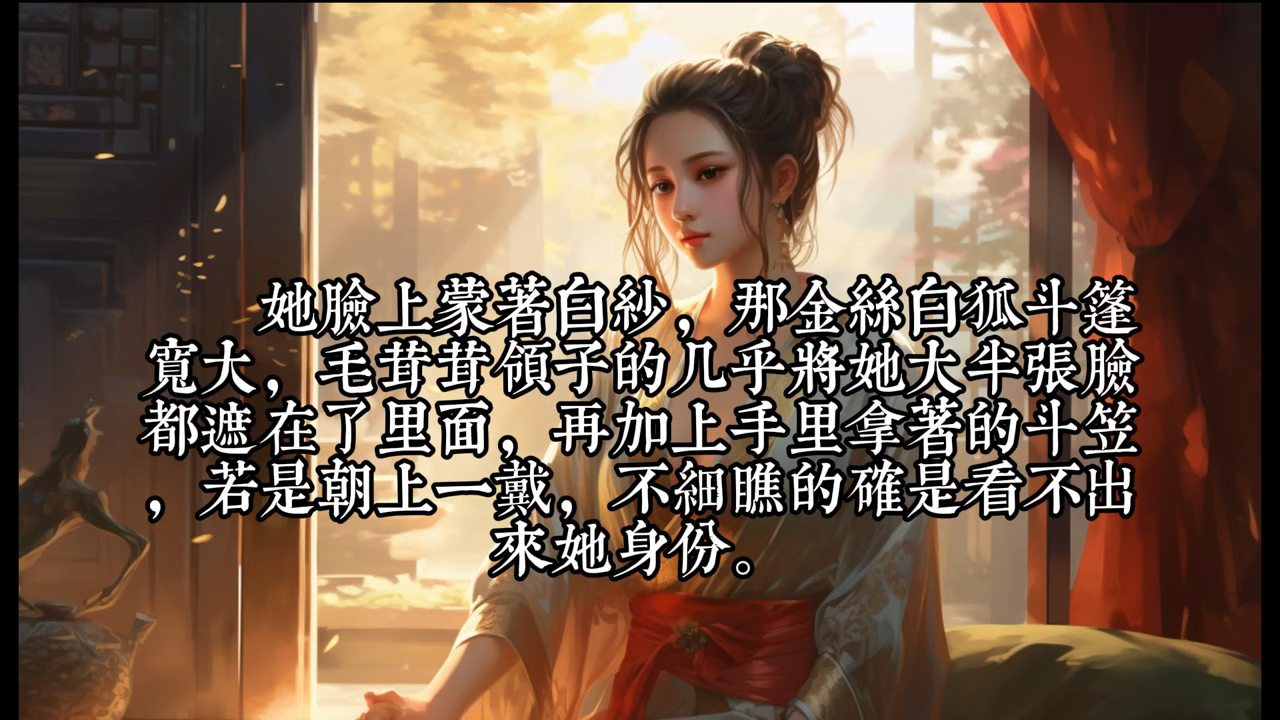 她臉上蒙著白紗，那金絲白狐斗篷
寬大，毛茸茸領子的几乎將她大半張臉
都遮在了里面，再加上手里拿著的斗笠
，若是朝上一戴，不細瞧的確是看不出
來她身份。